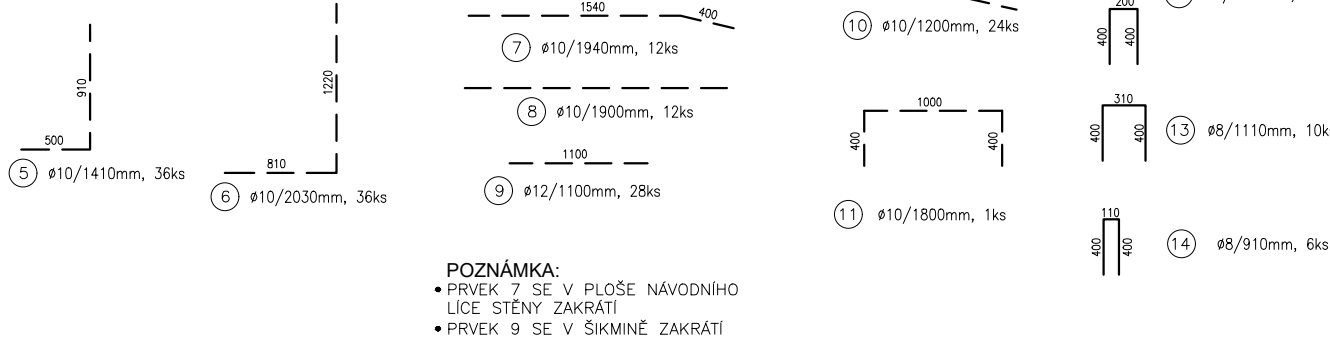 910
500
5 ø10/1410mm, 36ks
1220
810
6 ø10/2030mm, 36ks
1540
400
7 ø10/1940mm, 12ks
8 ø10/1900mm, 12ks
1100
9 ø12/1100mm, 28ks
POZNÁMKA:
• PRVEK 7 SE V PLOŠE NÁVODNÍHO
LÍCE STĚNY ZAKRÁTÍ
• PRVEK 9 SE V ŠIKMINĚ ZAKRÁTÍ
10 ø10/1200mm, 24ks
1000
400
400
11 ø10/1800mm, 1ks
200
400
400
310
400
400
13 ø8/1110mm, 10k
110
400
400
14 ø8/910mm, 6ks